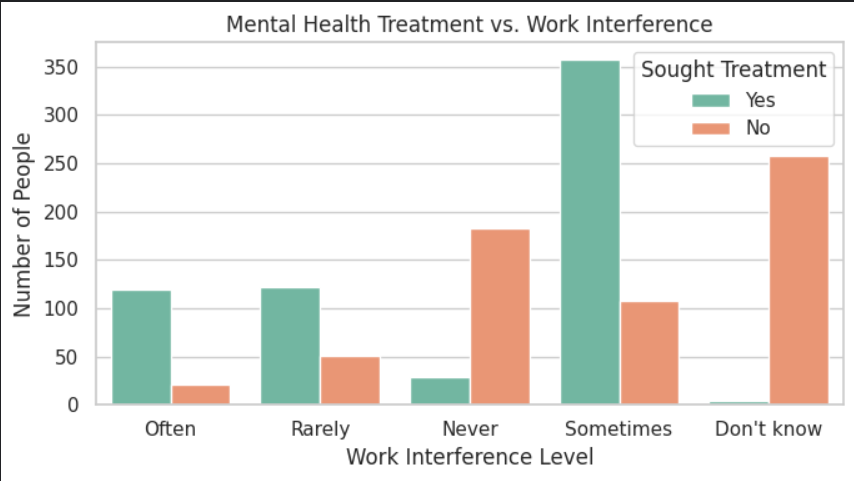 Mental Health Treatment vs. Work Interference
Number of People
350
300
250
200
150
100
50
0
Sought Treatment
Yes
No
Often Rarely Never Sometimes Don't know
Work Interference Level